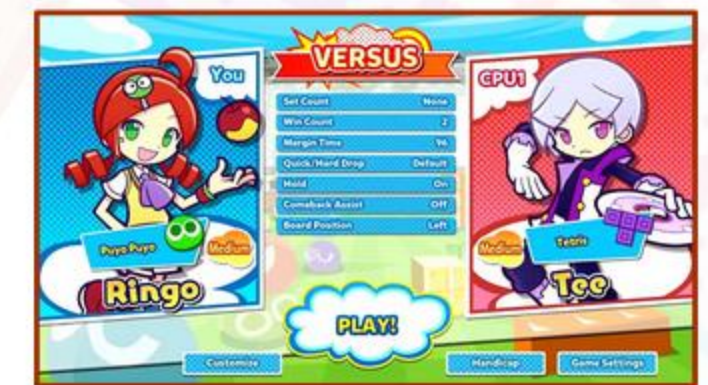 VERSUS
You
CPU1
Set Count None
Win Count 2
Margin Time 96
Quick/Hard Drop Default
Hold On
Comeback Assist Off
Board Position Left
Puyo Puyo
Medium
Ringo
Medium
Tetris
Tee
PLAY!
Customize
Handicap
Game Settings